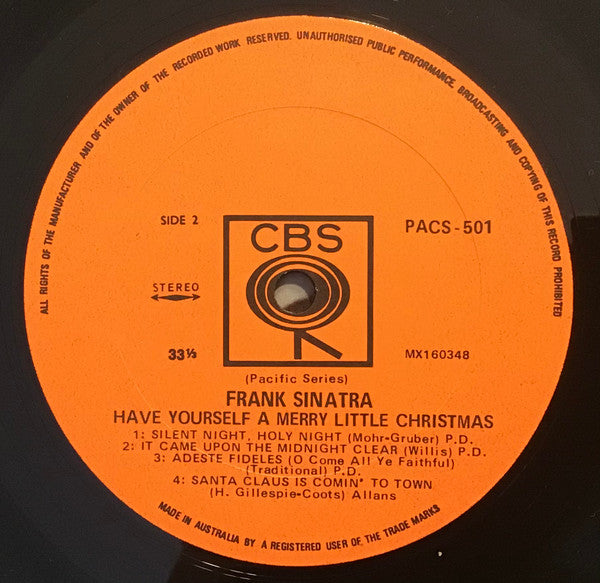 ALL RIGHTS OF THE MANUFACTURER AND OF THE OWNER OF THE RECORDED WORK RESERVED. UNAUTHORISED PUBLIC PERFORMANCE, BROADCASTING AND COPYING OF THIS RECORD PROHIBITED
SIDE 2
CBS
PACS-501
STEREO
33⅓
MX160348
(Pacific Series)
FRANK SINATRA
HAVE YOURSELF A MERRY LITTLE CHRISTMAS
1: SILENT NIGHT, HOLY NIGHT (Mohr-Gruber) P.D.
2: IT CAME UPON THE MIDNIGHT CLEAR (Willis) P.D.
3: ADESTE FIDELES (O Come All Ye Faithful)
(Traditional) P.D.
4: SANTA CLAUS IS COMIN' TO TOWN
(H. Gillespie-Coots) Allans
MADE IN AUSTRALIA BY A REGISTERED USER OF, THE TRADE MARKS